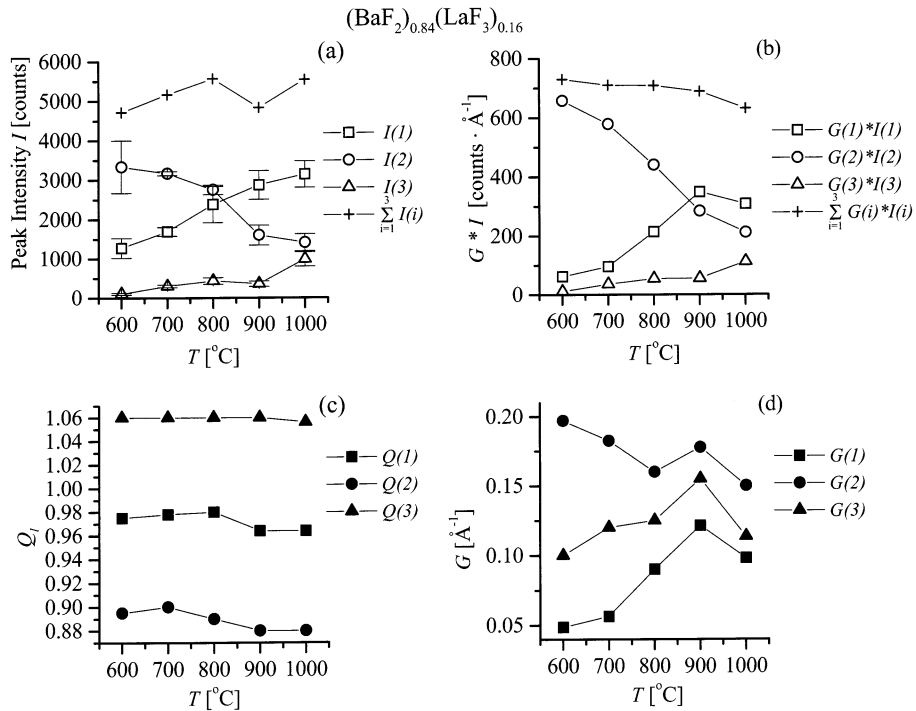 (BaF₂)₀.₈₄(LaF₃)₀.₁₆
(a)
Peak Intensity I [counts]
6000
5000
4000
3000
2000
1000
0
600 700 800 900 1000
T [°C]
I(1)
I(2)
I(3)
3
∑ I(i)
i=1
(b)
G * I [counts · Å⁻¹]
800
600
400
200
0
600 700 800 900 1000
T [°C]
G(1)*I(1)
G(2)*I(2)
G(3)*I(3)
3
∑ G(i)*I(i)
i=1
(c)
Q_I
1.06
1.04
1.02
1.00
0.98
0.96
0.94
0.92
0.90
0.88
600 700 800 900 1000
T [°C]
Q(1)
Q(2)
Q(3)
(d)
G [Å⁻¹]
0.20
0.15
0.10
0.05
600 700 800 900 1000
T [°C]
G(1)
G(2)
G(3)